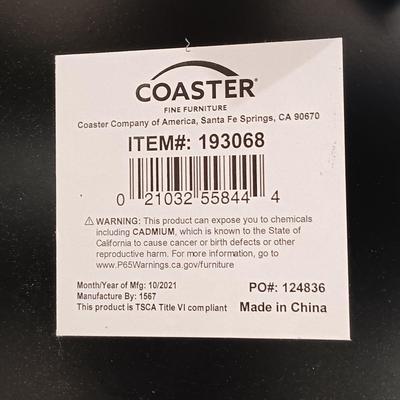 COASTER®
FINE FURNITURE
Coaster Company of America, Santa Fe Springs, CA 90670
ITEM#: 193068
0 21032 55844 4
⚠ WARNING: This product can expose you to chemicals
including CADMIUM, which is known to the State of
California to cause cancer or birth defects or other
reproductive harm. For more information, go to
www.P65Warnings.ca.gov/furniture
Month/Year of Mfg: 10/2021
Manufacture By: 1567
This product is TSCA Title VI compliant
PO#: 124836
Made in China